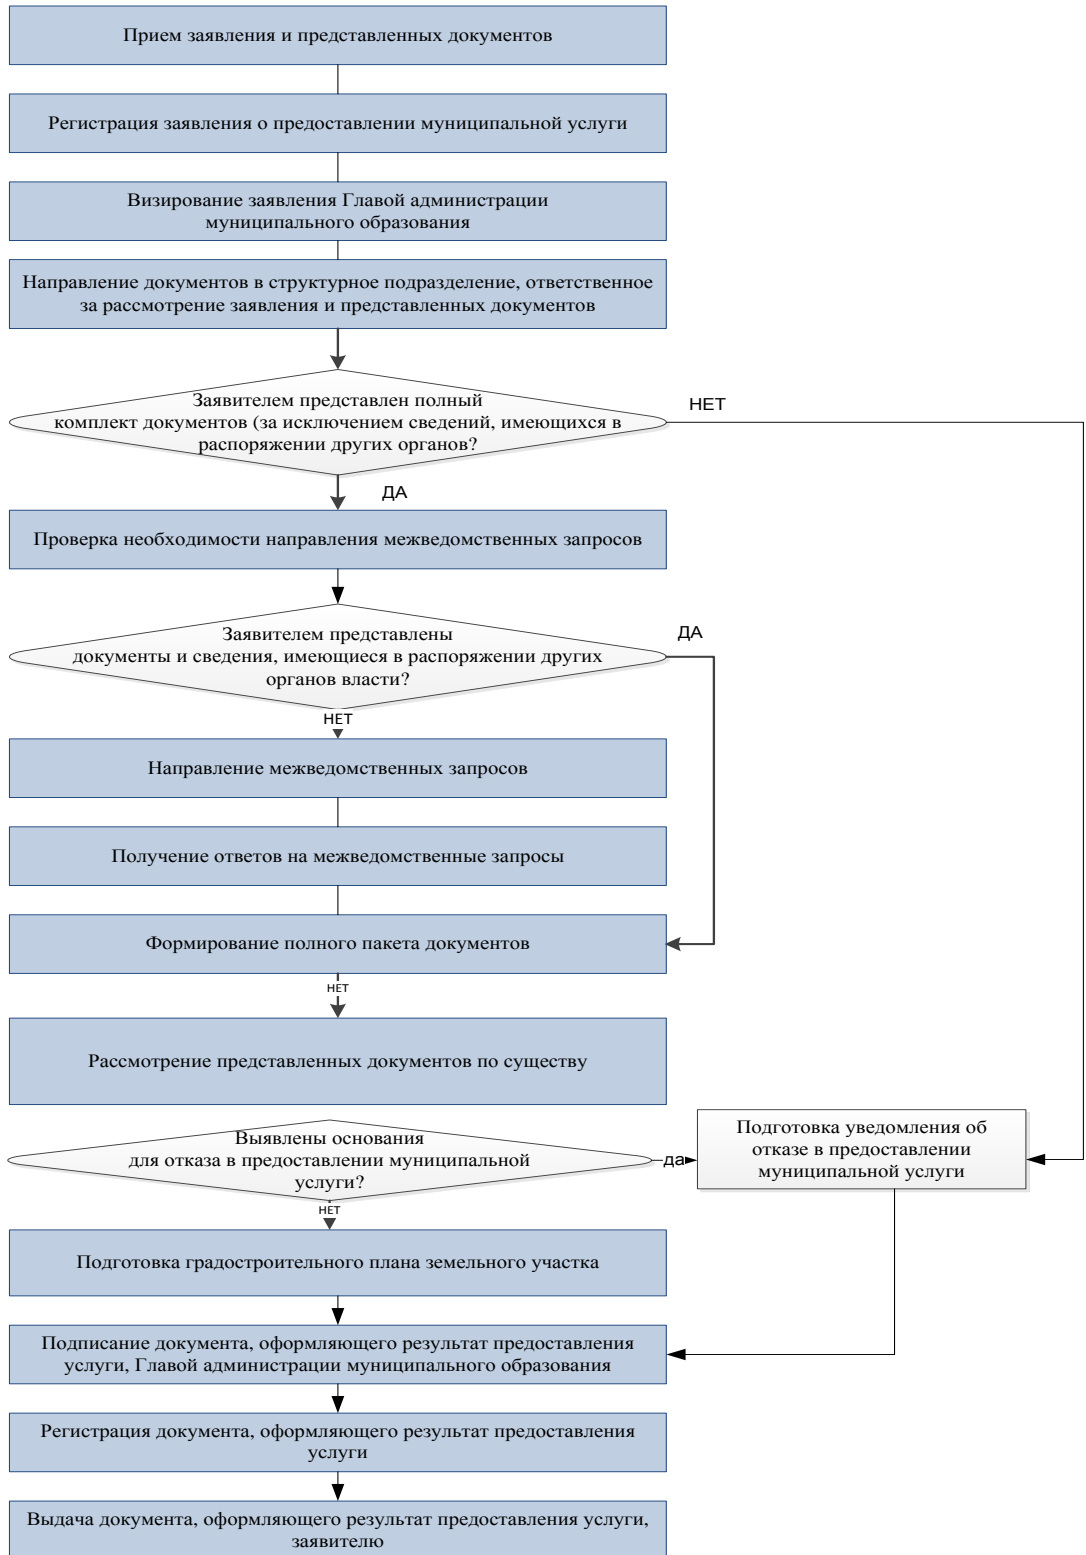 Прием заявления и представленных документов
Регистрация заявления о предоставлении муниципальной услуги
Визирование заявления Главой администрации
муниципального образования
Направление документов в структурное подразделение, ответственное
за рассмотрение заявления и представленных документов
Заявителем представлен полный
комплект документов (за исключением сведений, имеющихся в
распоряжении других органов?
НЕТ
ДА
Проверка необходимости направления межведомственных запросов
Заявителем представлены
документы и сведения, имеющиеся в распоряжении других
органов власти?
ДА
НЕТ
Направление межведомственных запросов
Получение ответов на межведомственные запросы
Формирование полного пакета документов
НЕТ
Рассмотрение представленных документов по существу
Выявлены основания
для отказа в предоставлении муниципальной
услуги?
да
Подготовка уведомления об
отказе в предоставлении
муниципальной услуги
НЕТ
Подготовка градостроительного плана земельного участка
Подписание документа, оформляющего результат предоставления
услуги, Главой администрации муниципального образования
Регистрация документа, оформляющего результат предоставления
услуги
Выдача документа, оформляющего результат предоставления услуги,
заявителю